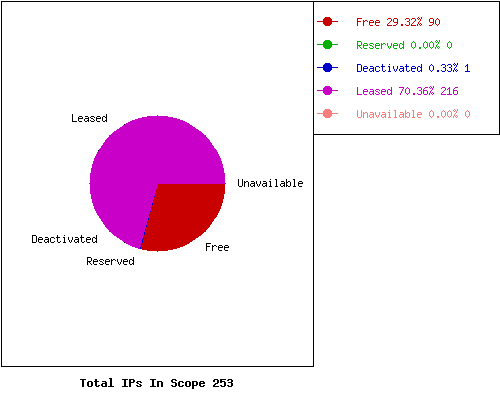 Free 29.32% 90
Reserved 0.00% 0
Deactivated 0.33% 1
Leased 70.36% 216
Unavailable 0.00% 0
Leased
Unavailable
Deactivated
Free
Reserved
Total IPs In Scope 253